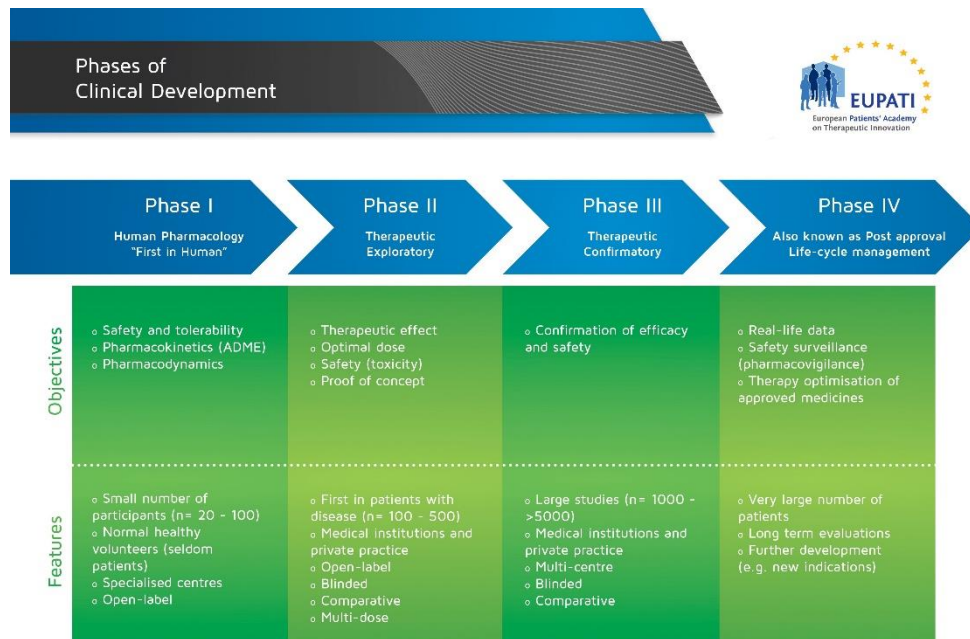 Phases of
Clinical Development
EUPATI
European Patients' Academy
on Therapeutic Innovation
Phase I
Human Pharmacology
"First in Human"
Phase II
Therapeutic
Exploratory
Phase III
Therapeutic
Confirmatory
Phase IV
Also known as Post approval
Life-cycle management
Objectives
o Safety and tolerability
o Pharmacokinetics (ADME)
o Pharmacodynamics
o Therapeutic effect
o Optimal dose
o Safety (toxicity)
o Proof of concept
o Confirmation of efficacy
and safety
o Real-life data
o Safety surveillance
(pharmacovigilance)
o Therapy optimisation of
approved medicines
Features
o Small number of
participants (n= 20 - 100)
o Normal healthy
volunteers (seldom
patients)
o Specialised centres
o Open-label
o First in patients with
disease (n= 100 - 500)
o Medical institutions and
private practice
o Open-label
o Blinded
o Comparative
o Multi-dose
o Large studies (n= 1000 -
>5000)
o Medical institutions and
private practice
o Multi-centre
o Blinded
o Comparative
o Very large number of
patients
o Long term evaluations
o Further development
(e.g. new indications)